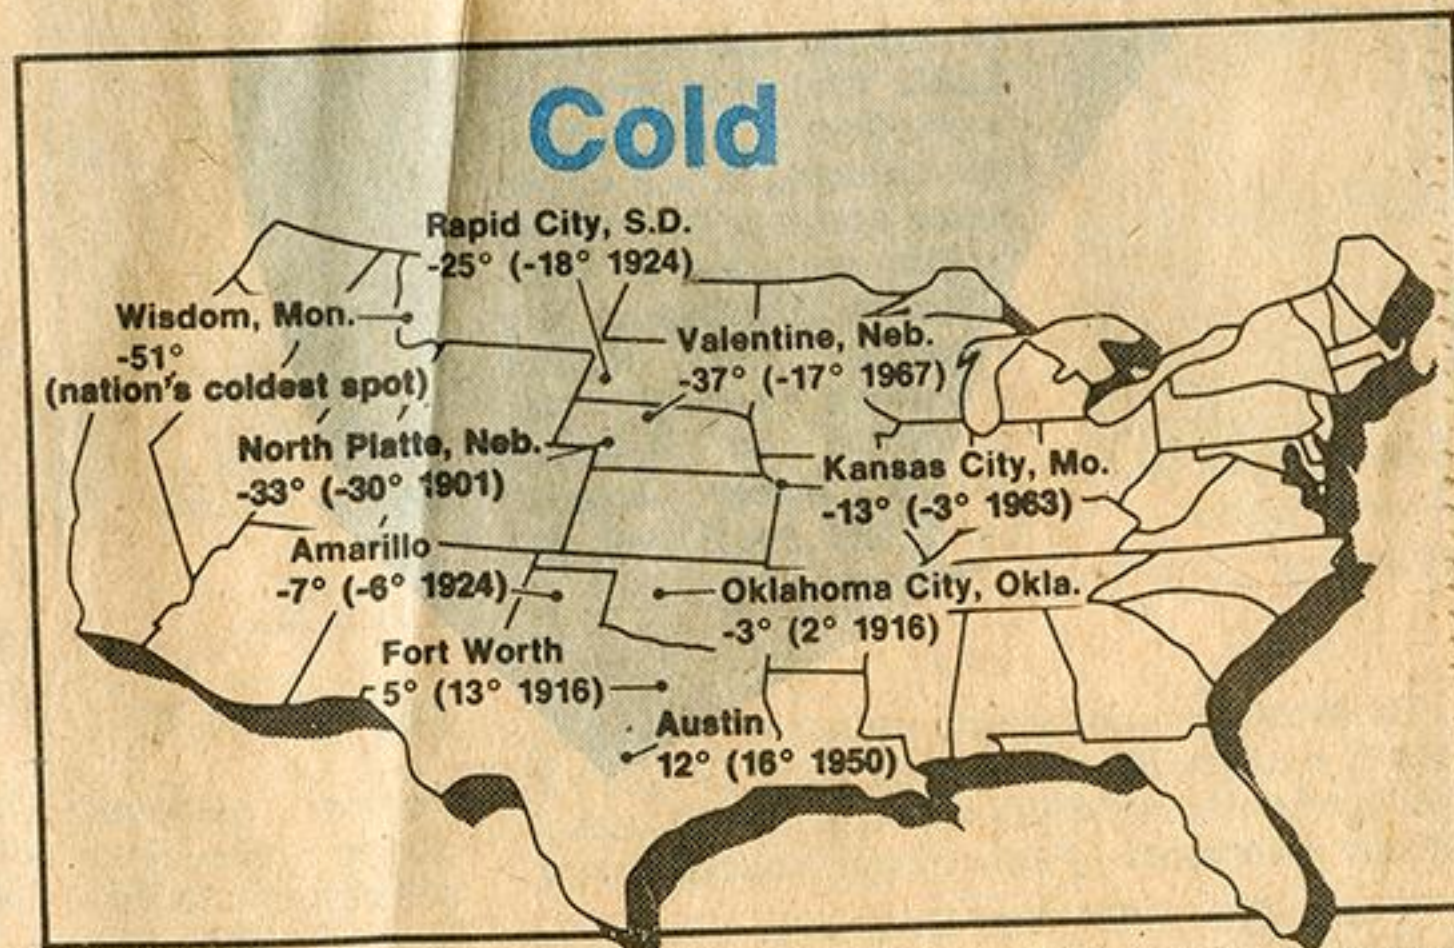 Cold
Rapid City, S.D.
-25° (-18° 1924)
Wisdom, Mon.
-51°
(nation's coldest spot)
Valentine, Neb.
-37° (-17° 1967)
North Platte, Neb.
-33° (-30° 1901)
Kansas City, Mo.
-13° (-3° 1963)
Amarillo
-7° (-6° 1924)
Oklahoma City, Okla.
-3° (2° 1916)
Fort Worth
5° (13° 1916)
Austin
12° (16° 1950)